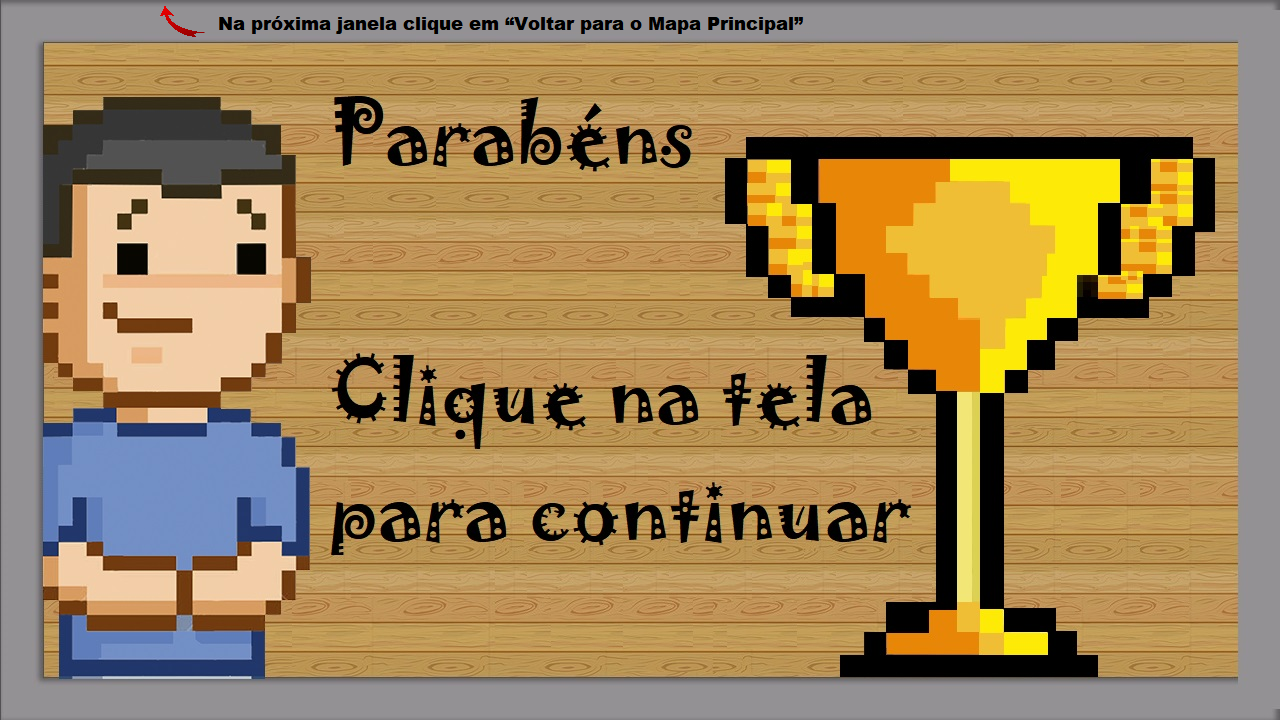 Na próxima janela clique em “Voltar para o Mapa Principal”
Parabéns
Clique na tela
para continuar